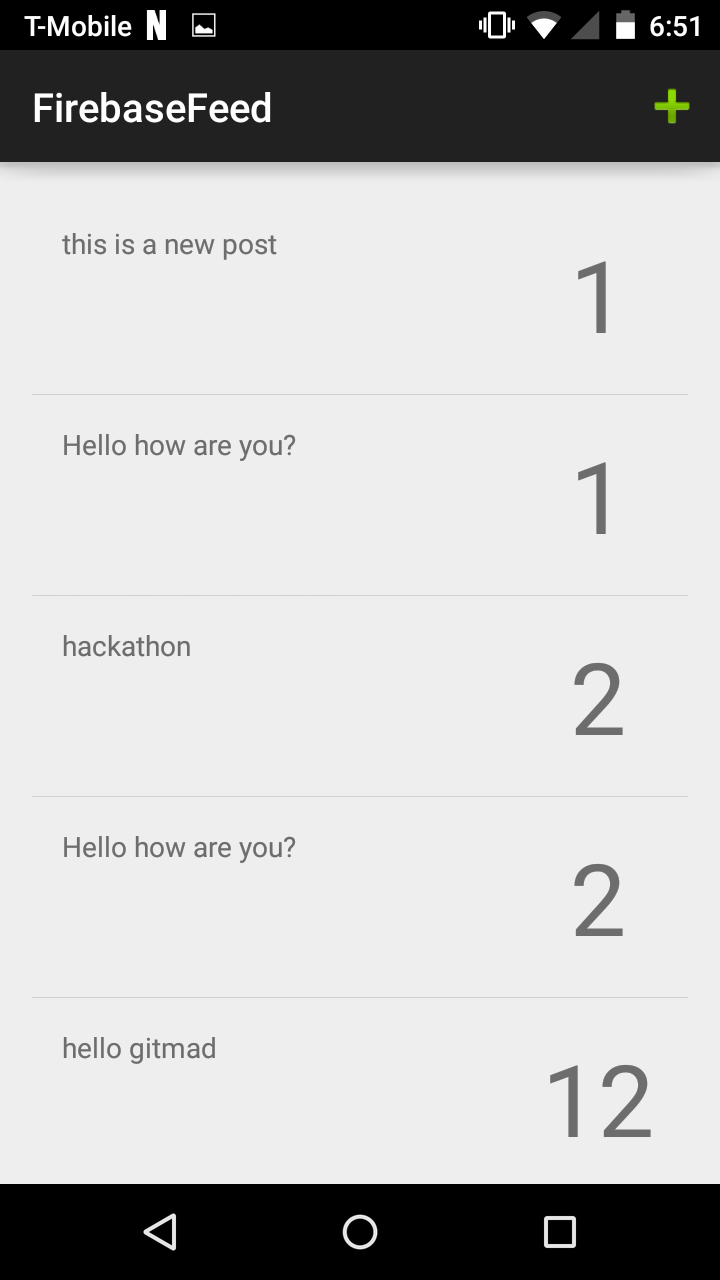 T-Mobile N 6:51
FirebaseFeed
this is a new post
1
Hello how are you?
1
hackathon
2
Hello how are you?
2
hello gitmad
12